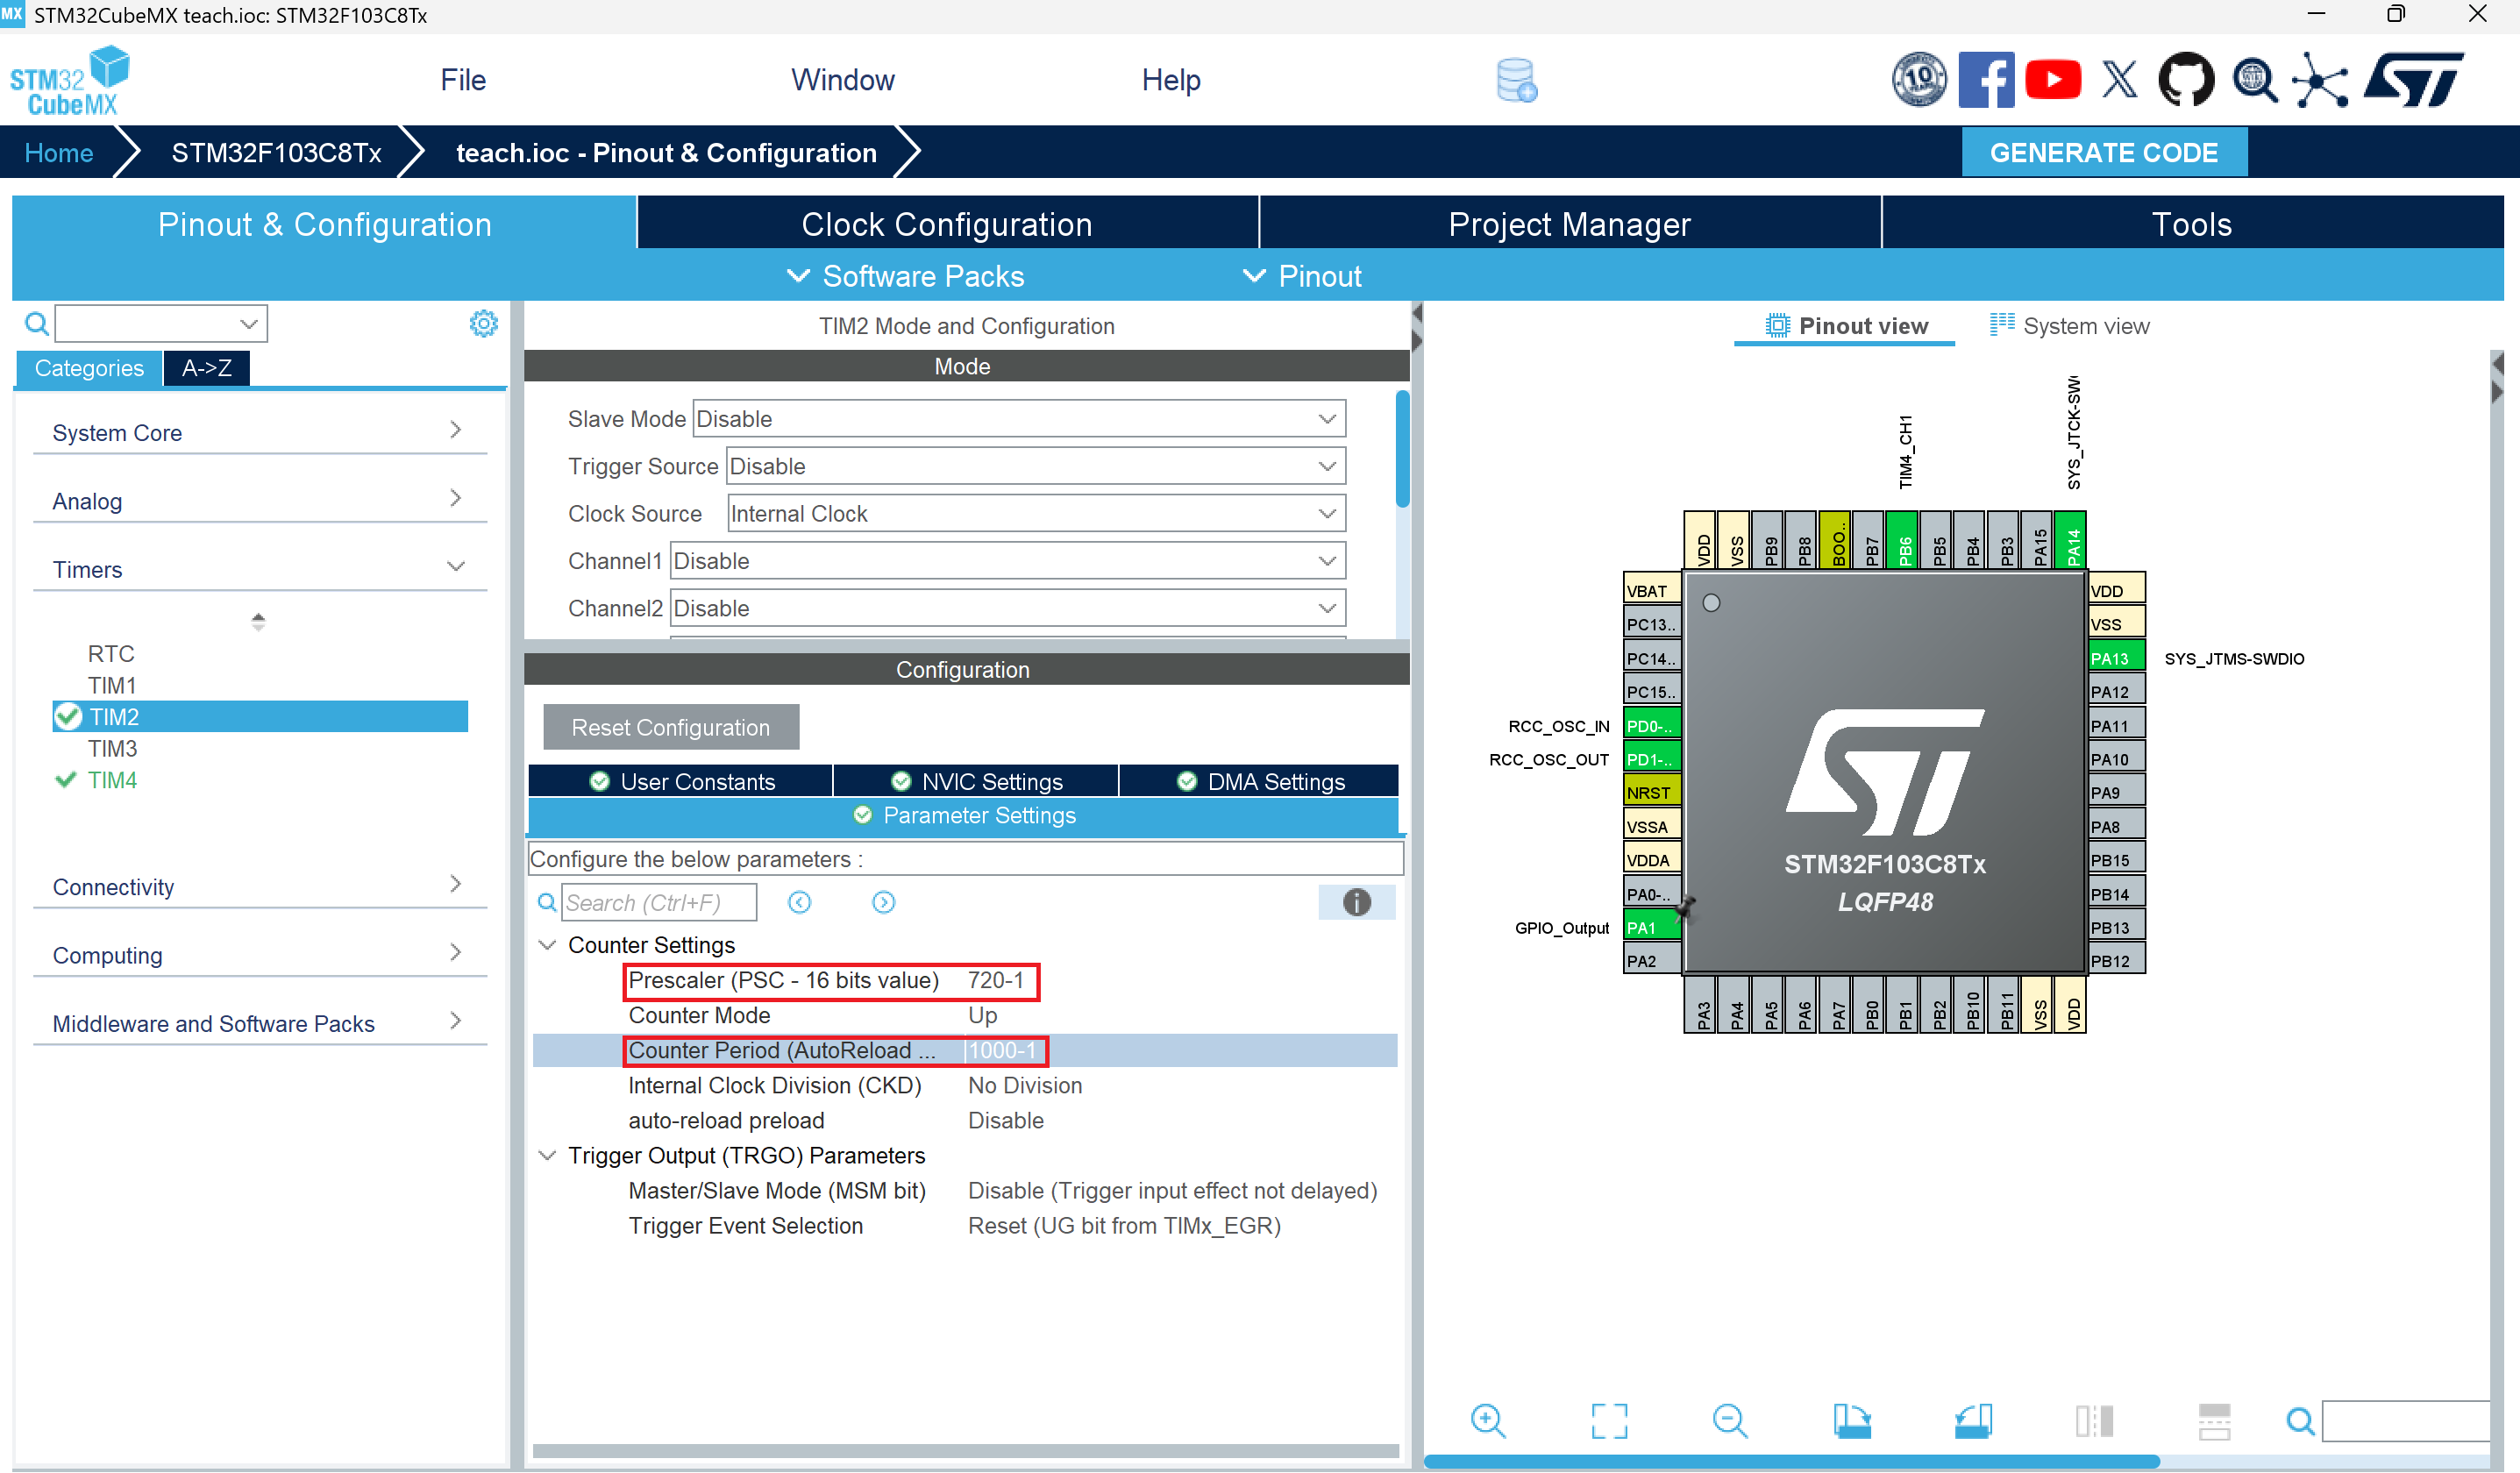 MX STM32CubeMX teach.ioc: STM32F103C8Tx
STM32 CubeMX
File
Window
Help
10 YEARS
Home
STM32F103C8Tx
teach.ioc - Pinout & Configuration
GENERATE CODE
Pinout & Configuration
Clock Configuration
Project Manager
Tools
Software Packs
Pinout
Categories
A->Z
System Core
Analog
Timers
RTC
TIM1
TIM2
TIM3
TIM4
Connectivity
Computing
Middleware and Software Packs
TIM2 Mode and Configuration
Mode
Slave Mode Disable
Trigger Source Disable
Clock Source Internal Clock
Channel1 Disable
Channel2 Disable
Configuration
Reset Configuration
User Constants
NVIC Settings
DMA Settings
Parameter Settings
Configure the below parameters :
Search (Ctrl+F)
Counter Settings
Prescaler (PSC - 16 bits value) 720-1
Counter Mode Up
Counter Period (AutoReload ... 1000-1
Internal Clock Division (CKD) No Division
auto-reload preload Disable
Trigger Output (TRGO) Parameters
Master/Slave Mode (MSM bit) Disable (Trigger input effect not delayed)
Trigger Event Selection Reset (UG bit from TIMx_EGR)
Pinout view
System view
TIM4_CH1
VDD
VSS
PB9
PB8
BOO..
PB7
PB6
PB5
PB4
PB3
PA15
PA14
VBAT
PC13..
PC14..
PC15..
RCC_OSC_IN PD0-..
RCC_OSC_OUT PD1-..
NRST
VSSA
VDDA
PA0-..
GPIO_Output PA1
PA2
STM32F103C8Tx
LQFP48
VDD
VSS
PA13 SYS_JTMS-SWDIO
PA12
PA11
PA10
PA9
PA8
PB15
PB14
PB13
PB12
PA3
PA4
PA5
PA6
PA7
PB0
PB1
PB2
PB10
PB11
VSS
VDD